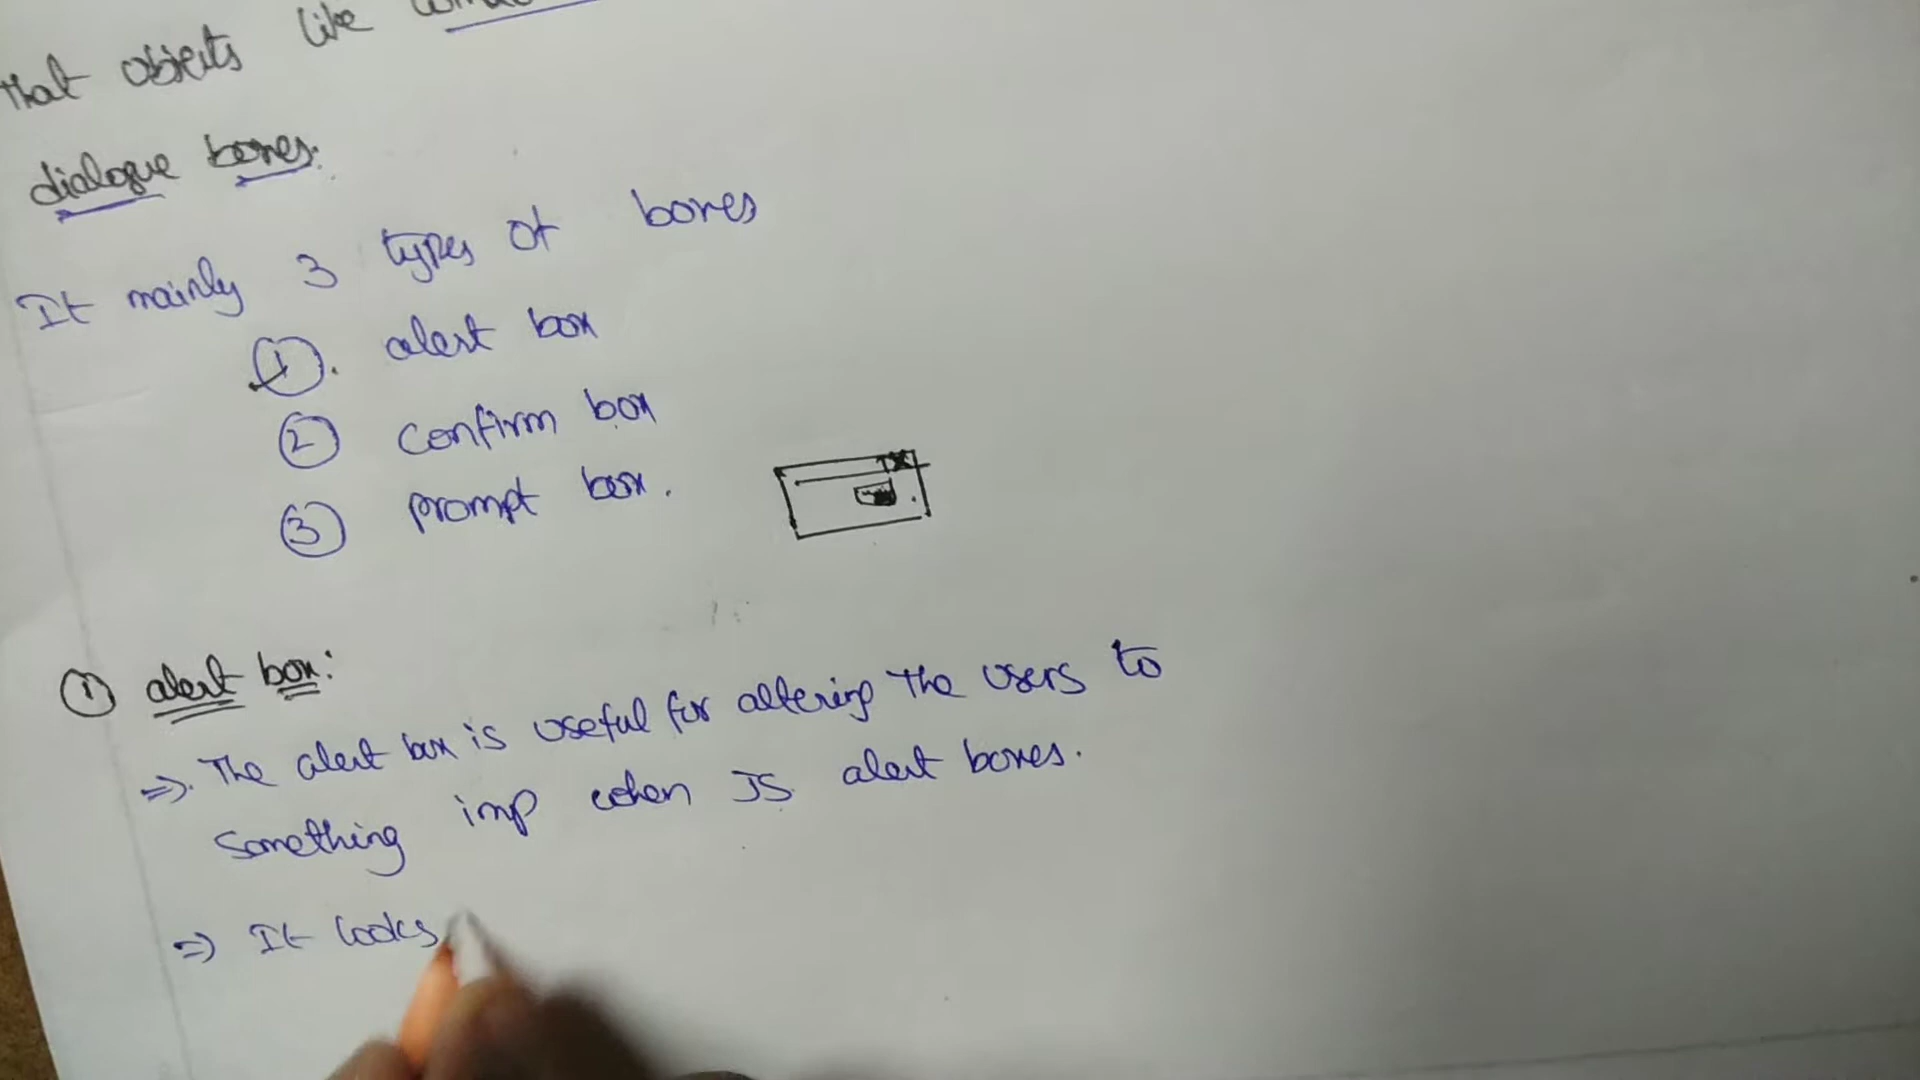 that objects like
dialogue boxes.
It mainly 3 types of boxes
1. alert box
2 confirm box
3 prompt box.
1 alert box:
⇒. The alert box is useful for altering the users to
something imp when JS alert boxes.
⇒ It looks